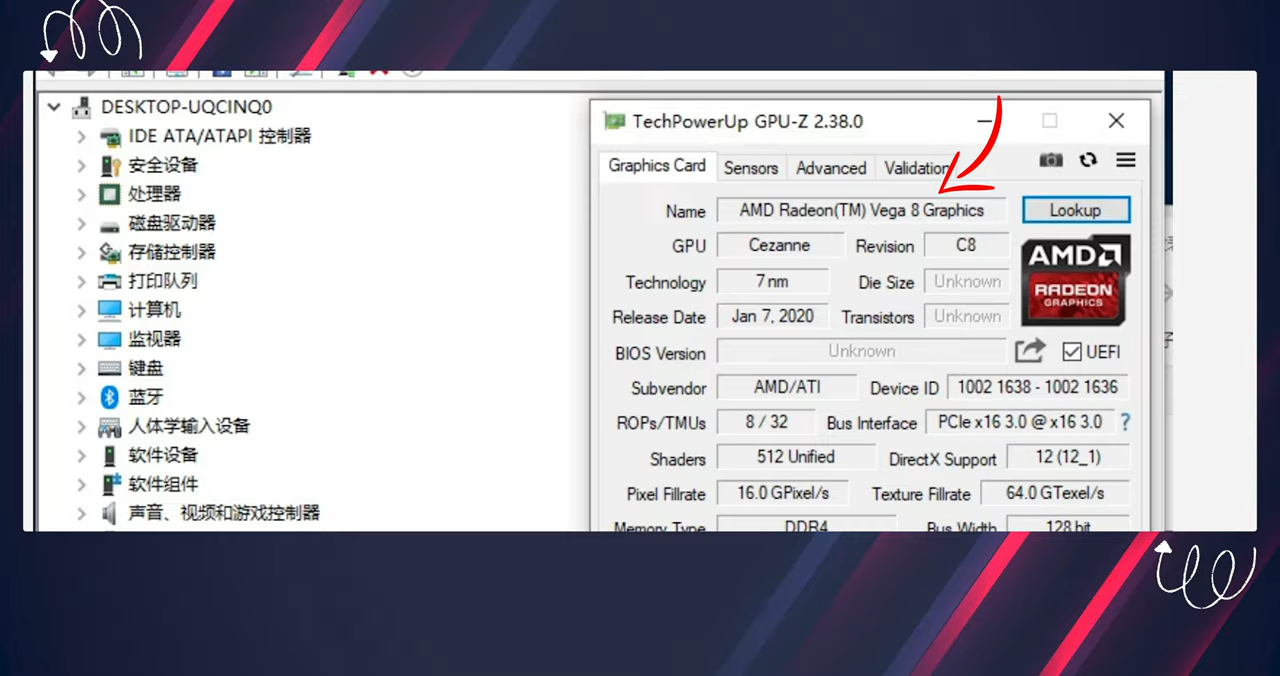 DESKTOP-UQCINQ0
IDE ATA/ATAPI 控制器
安全设备
处理器
磁盘驱动器
存储控制器
打印队列
计算机
监视器
键盘
蓝牙
人体学输入设备
软件设备
软件组件
声音、视频和游戏控制器
TechPowerUp GPU-Z 2.38.0
Graphics Card Sensors Advanced Validation
Name AMD Radeon(TM) Vega 8 Graphics Lookup
GPU Cezanne Revision C8
AMD
RADEON
GRAPHICS
Technology 7 nm Die Size Unknown
Release Date Jan 7, 2020 Transistors Unknown
BIOS Version Unknown UEFI
Subvendor AMD/ATI Device ID 1002 1638 - 1002 1636
ROPs/TMUs 8 / 32 Bus Interface PCIe x16 3.0 @ x16 3.0 ?
Shaders 512 Unified DirectX Support 12 (12_1)
Pixel Fillrate 16.0 GPixel/s Texture Fillrate 64.0 GTexel/s
Memory Type DDR4 Bus Width 128 bit